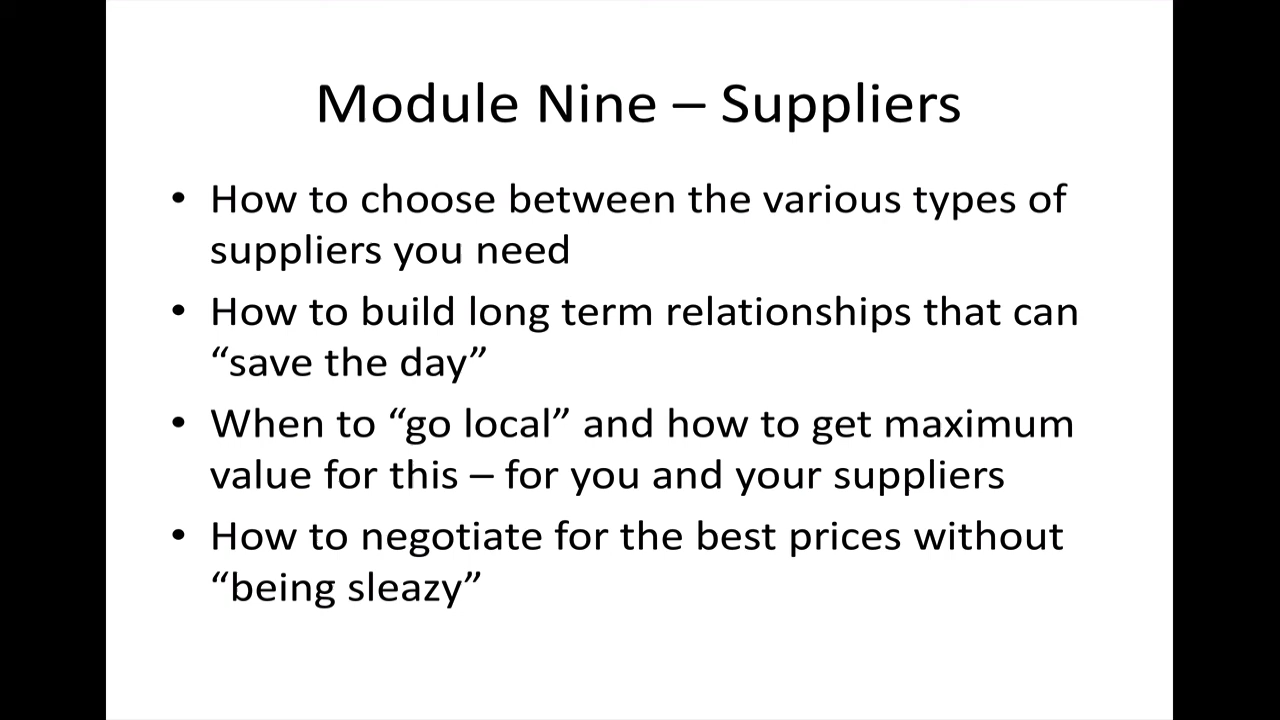 Module Nine – Suppliers
• How to choose between the various types of
suppliers you need
• How to build long term relationships that can
“save the day”
• When to “go local” and how to get maximum
value for this – for you and your suppliers
• How to negotiate for the best prices without
“being sleazy”